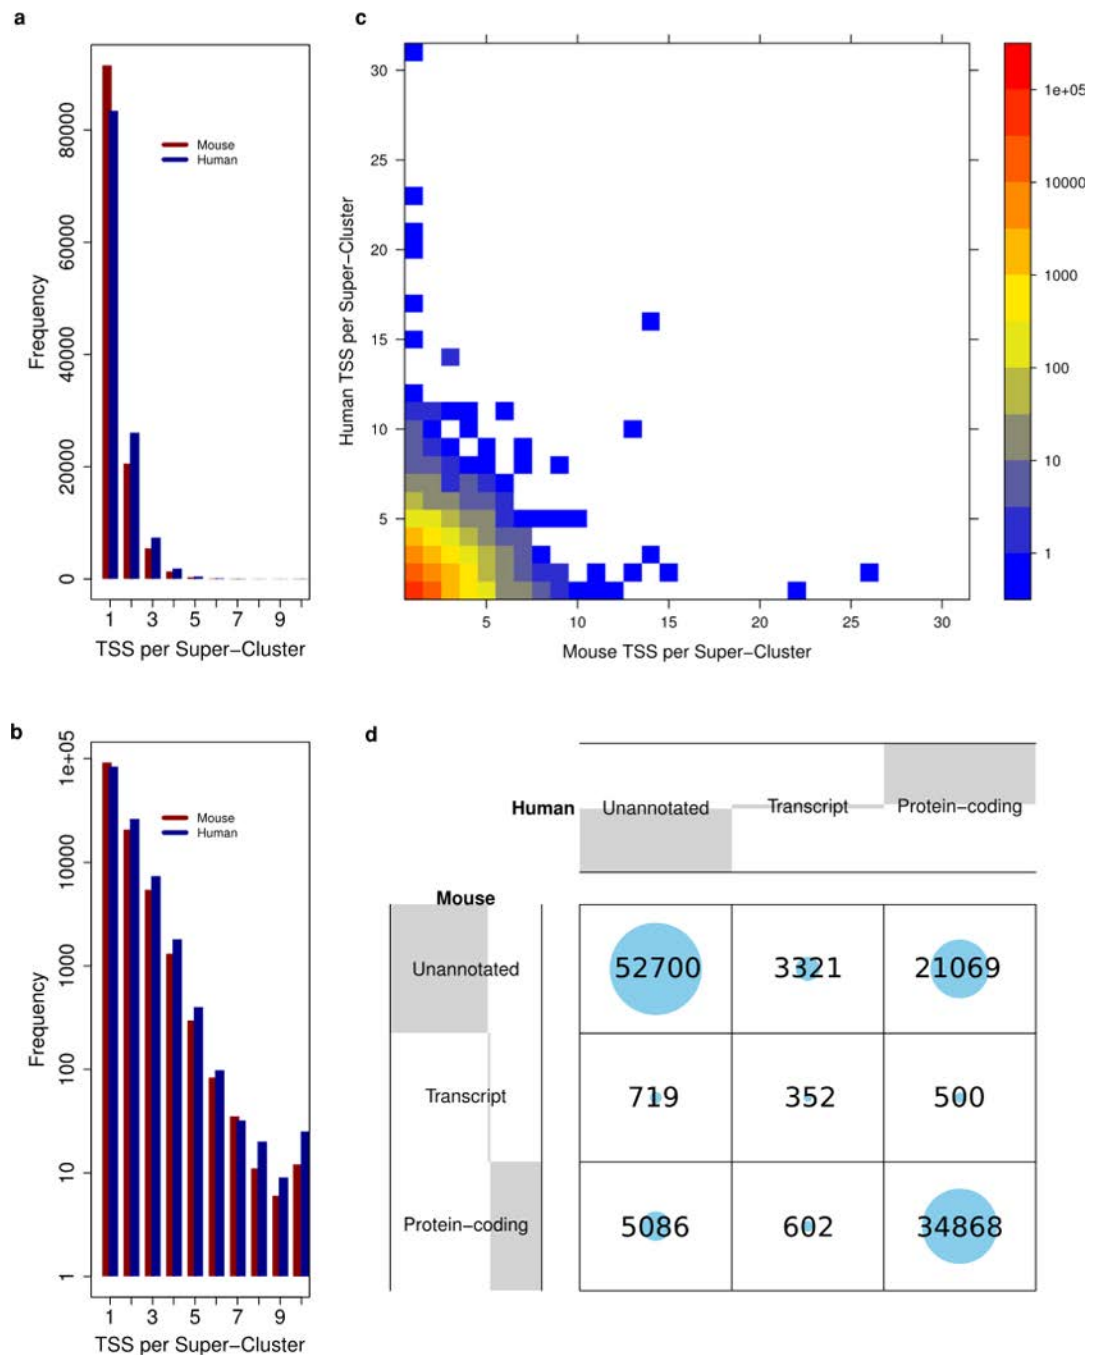 a
80000
60000
40000
20000
0
Frequency
Mouse
Human
1 3 5 7 9
TSS per Super−Cluster
c
30
25
20
15
10
5
Human TSS per Super−Cluster
5 10 15 20 25 30
Mouse TSS per Super−Cluster
1e+05
10000
1000
100
10
1
b
1e+05
10000
1000
100
10
1
Frequency
Mouse
Human
1 3 5 7 9
TSS per Super−Cluster
d
Human Unannotated Transcript Protein−coding
Mouse
Unannotated 52700 3321 21069
Transcript 719 352 500
Protein−coding 5086 602 34868